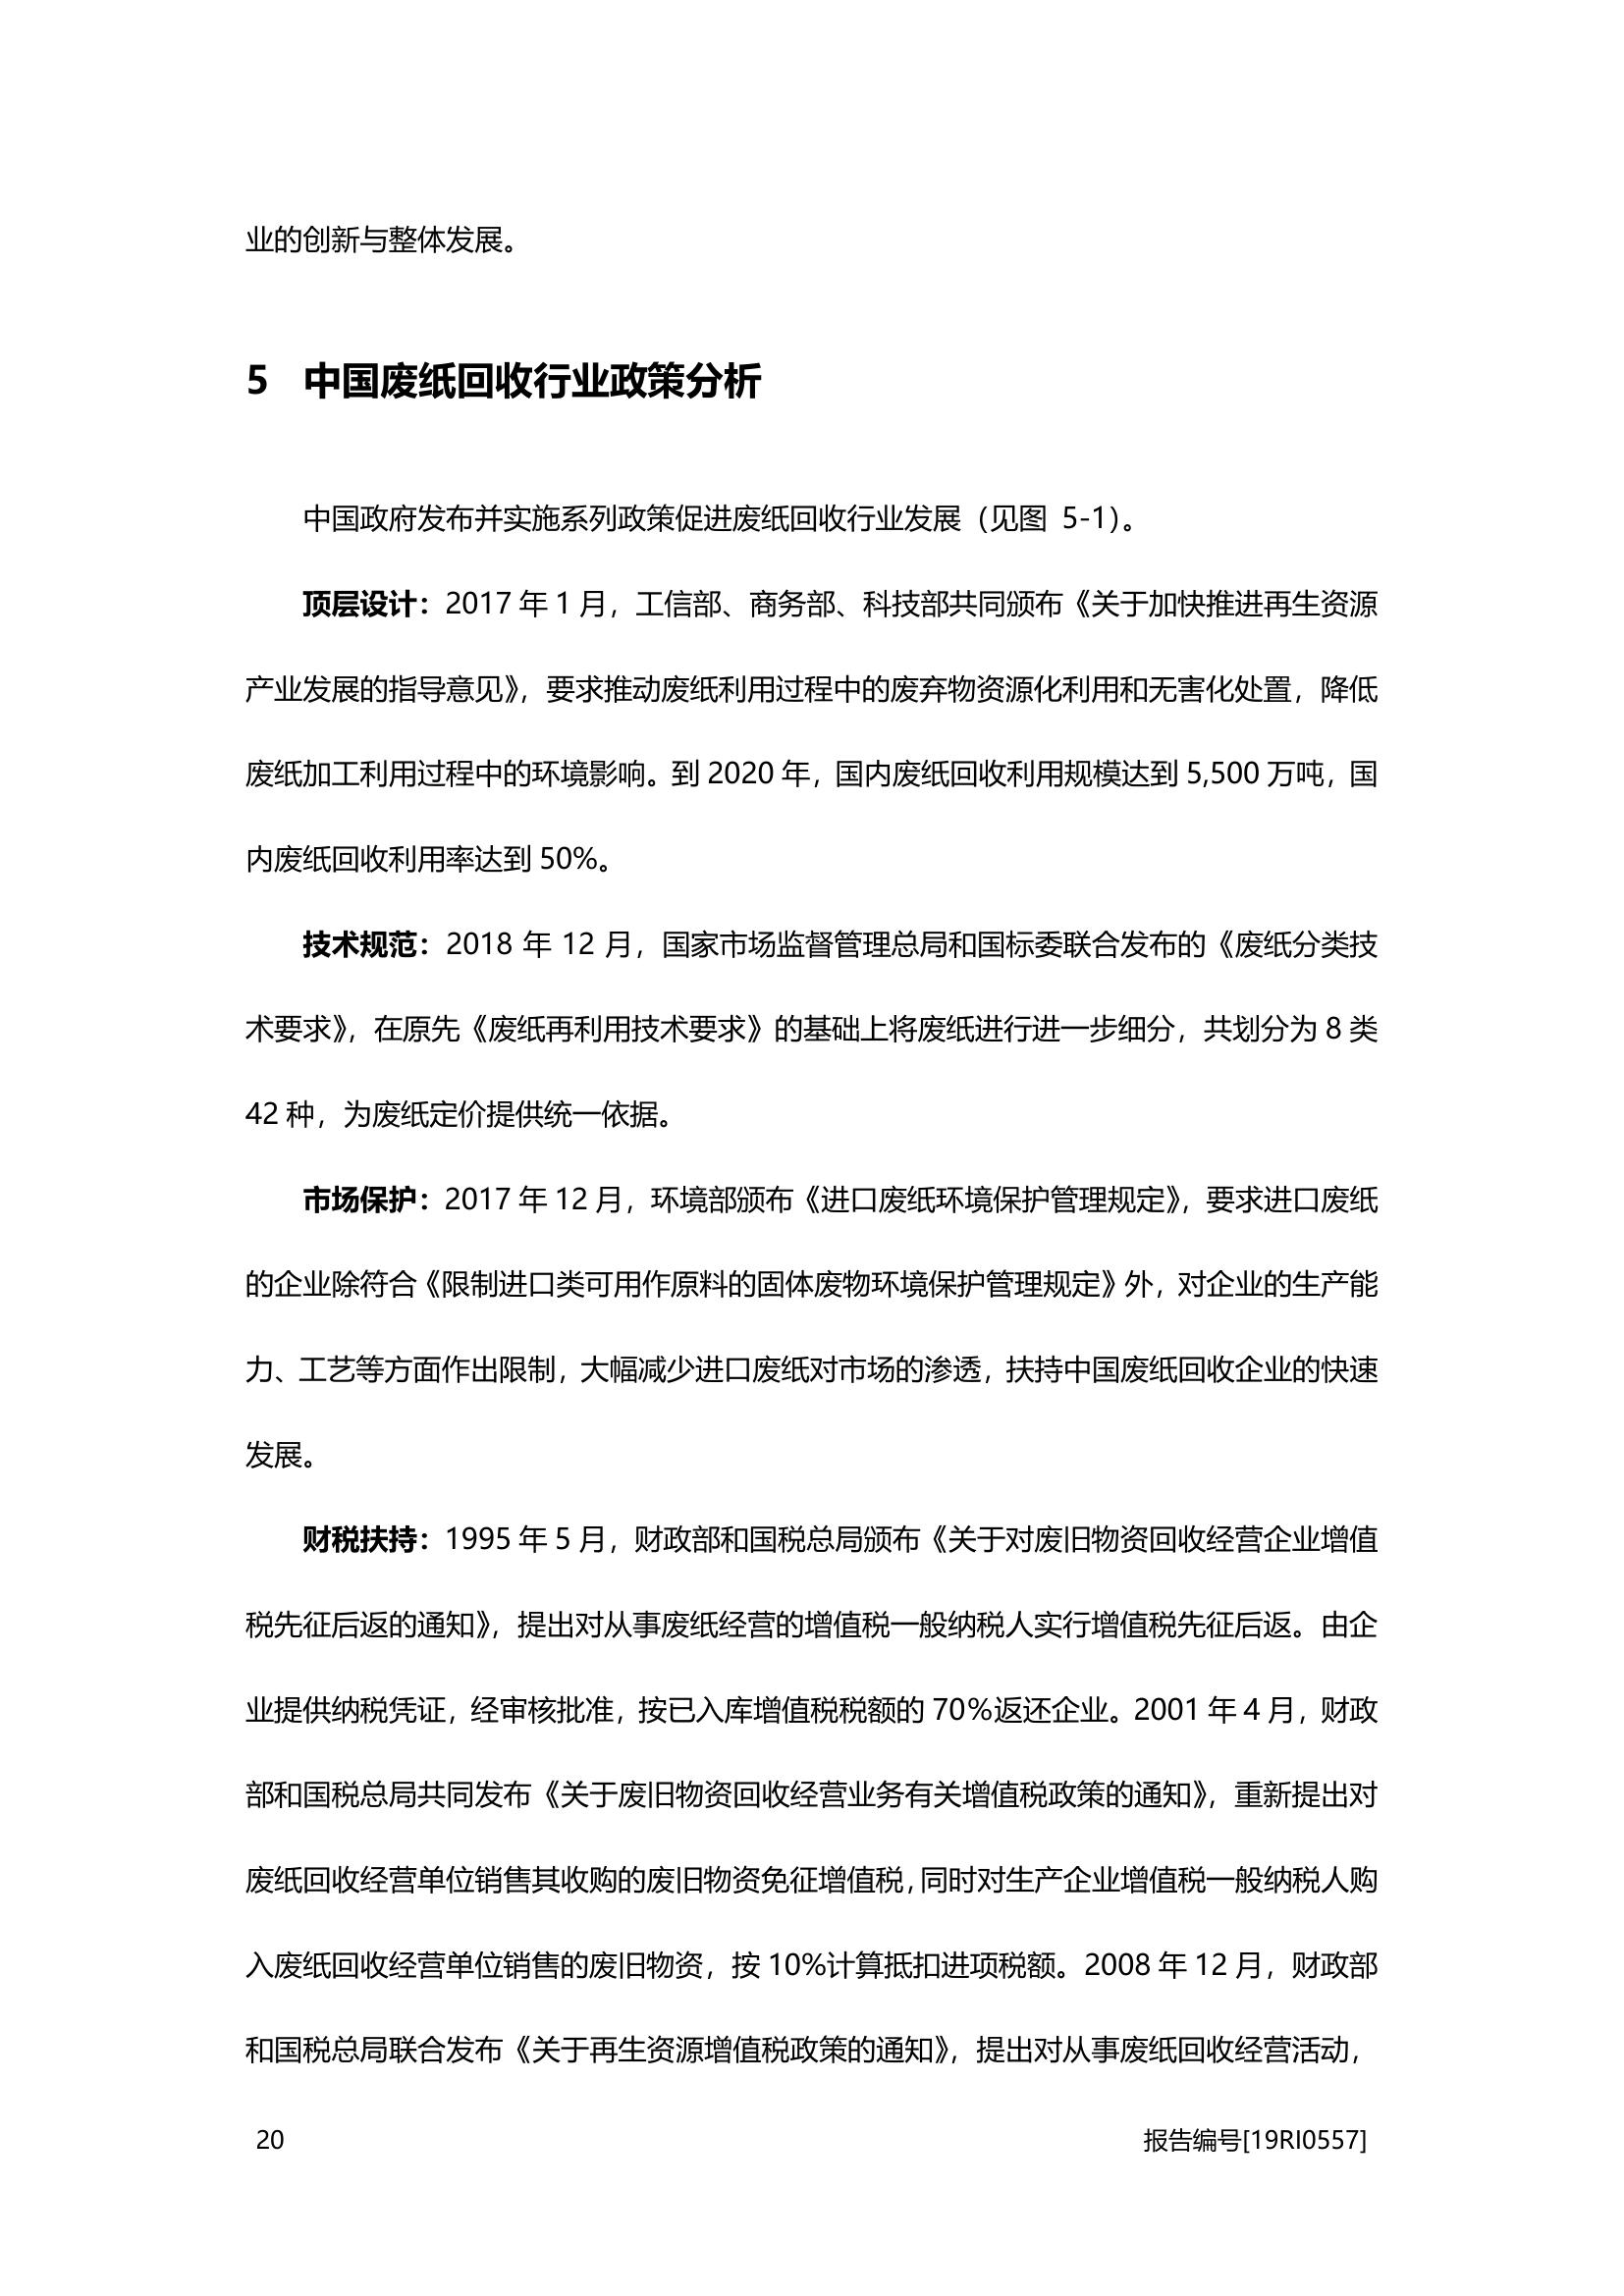 业的创新与整体发展。
5 中国废纸回收行业政策分析
中国政府发布并实施系列政策促进废纸回收行业发展（见图 5-1）。
顶层设计：2017 年 1 月，工信部、商务部、科技部共同颁布《关于加快推进再生资源
产业发展的指导意见》，要求推动废纸利用过程中的废弃物资源化利用和无害化处置，降低
废纸加工利用过程中的环境影响。到 2020 年，国内废纸回收利用规模达到 5,500 万吨，国
内废纸回收利用率达到 50%。
技术规范：2018 年 12 月，国家市场监督管理总局和国标委联合发布的《废纸分类技
术要求》，在原先《废纸再利用技术要求》的基础上将废纸进行进一步细分，共划分为 8 类
42 种，为废纸定价提供统一依据。
市场保护：2017 年 12 月，环境部颁布《进口废纸环境保护管理规定》，要求进口废纸
的企业除符合《限制进口类可用作原料的固体废物环境保护管理规定》外，对企业的生产能
力、工艺等方面作出限制，大幅减少进口废纸对市场的渗透，扶持中国废纸回收企业的快速
发展。
财税扶持：1995 年 5 月，财政部和国税总局颁布《关于对废旧物资回收经营企业增值
税先征后返的通知》，提出对从事废纸经营的增值税一般纳税人实行增值税先征后返。由企
业提供纳税凭证，经审核批准，按已入库增值税税额的 70％返还企业。2001 年 4 月，财政
部和国税总局共同发布《关于废旧物资回收经营业务有关增值税政策的通知》，重新提出对
废纸回收经营单位销售其收购的废旧物资免征增值税，同时对生产企业增值税一般纳税人购
入废纸回收经营单位销售的废旧物资，按 10%计算抵扣进项税额。2008 年 12 月，财政部
和国税总局联合发布《关于再生资源增值税政策的通知》，提出对从事废纸回收经营活动，
20 报告编号[19RI0557]